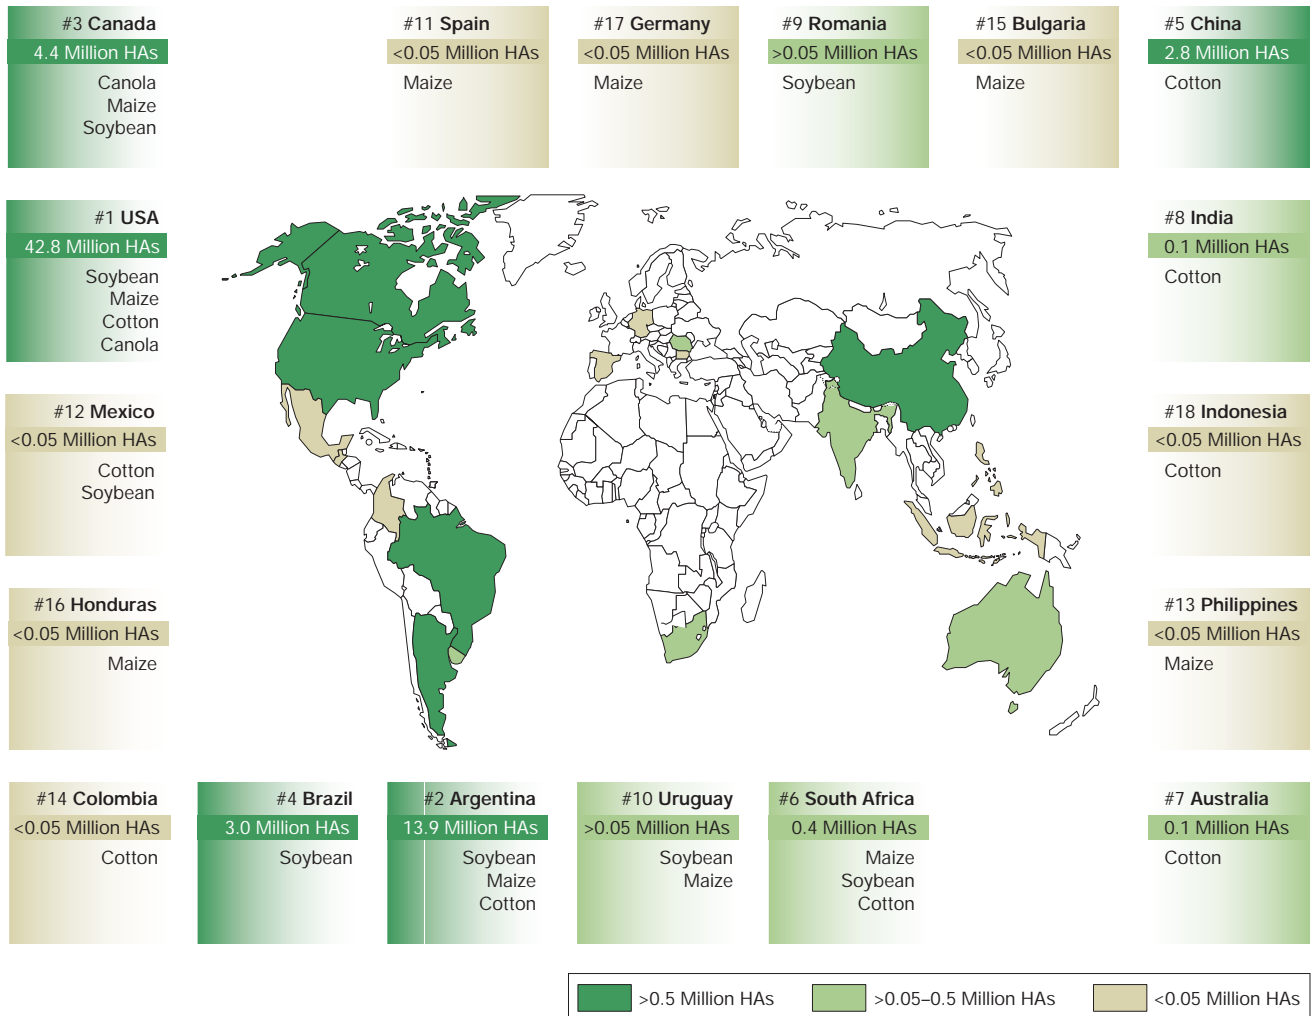 #3 Canada
4.4 Million HAs
Canola
Maize
Soybean
#11 Spain
<0.05 Million HAs
Maize
#17 Germany
<0.05 Million HAs
Maize
#9 Romania
>0.05 Million HAs
Soybean
#15 Bulgaria
<0.05 Million HAs
Maize
#5 China
2.8 Million HAs
Cotton
#1 USA
42.8 Million HAs
Soybean
Maize
Cotton
Canola
#8 India
0.1 Million HAs
Cotton
#12 Mexico
<0.05 Million HAs
Cotton
Soybean
#18 Indonesia
<0.05 Million HAs
Cotton
#16 Honduras
<0.05 Million HAs
Maize
#13 Philippines
<0.05 Million HAs
Maize
#14 Colombia
<0.05 Million HAs
Cotton
#4 Brazil
3.0 Million HAs
Soybean
#2 Argentina
13.9 Million HAs
Soybean
Maize
Cotton
#10 Uruguay
>0.05 Million HAs
Soybean
Maize
#6 South Africa
0.4 Million HAs
Maize
Soybean
Cotton
#7 Australia
0.1 Million HAs
Cotton
>0.5 Million HAs
>0.05–0.5 Million HAs
<0.05 Million HAs